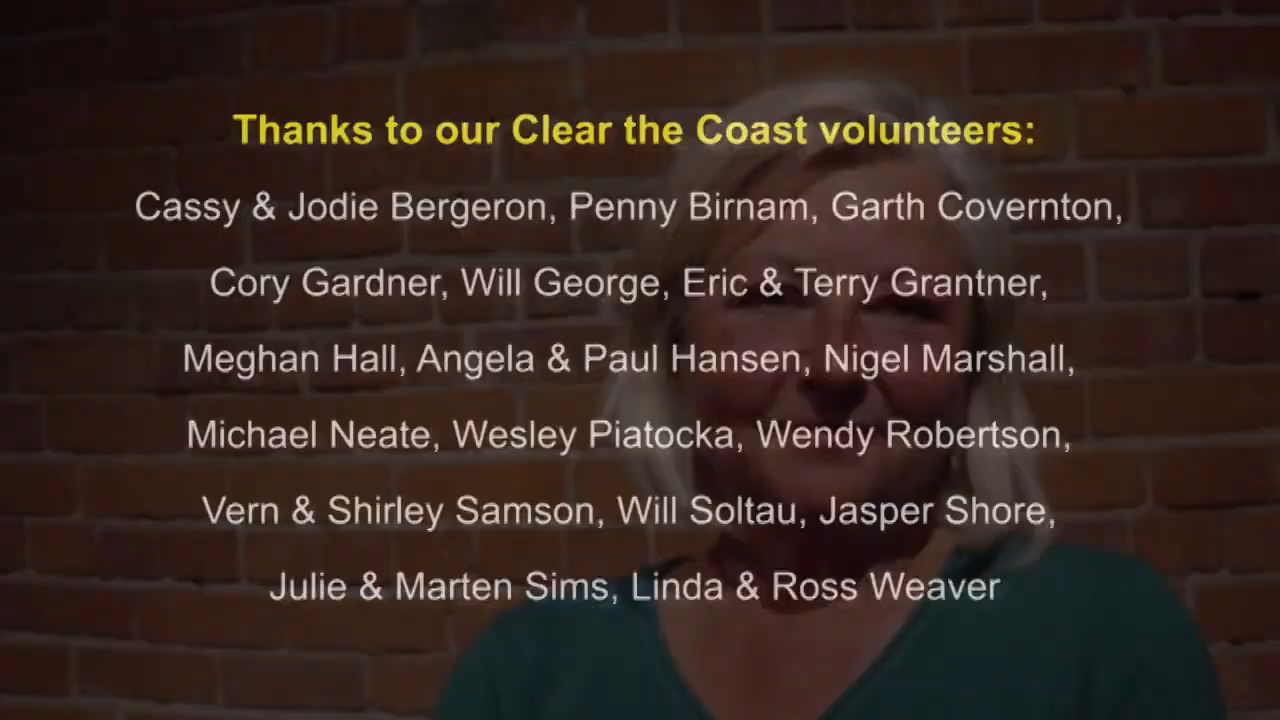 Thanks to our Clear the Coast volunteers:
Cassy & Jodie Bergeron, Penny Birnam, Garth Covernton,
Cory Gardner, Will George, Eric & Terry Grantner,
Meghan Hall, Angela & Paul Hansen, Nigel Marshall,
Michael Neate, Wesley Piatocka, Wendy Robertson,
Vern & Shirley Samson, Will Soltau, Jasper Shore,
Julie & Marten Sims, Linda & Ross Weaver